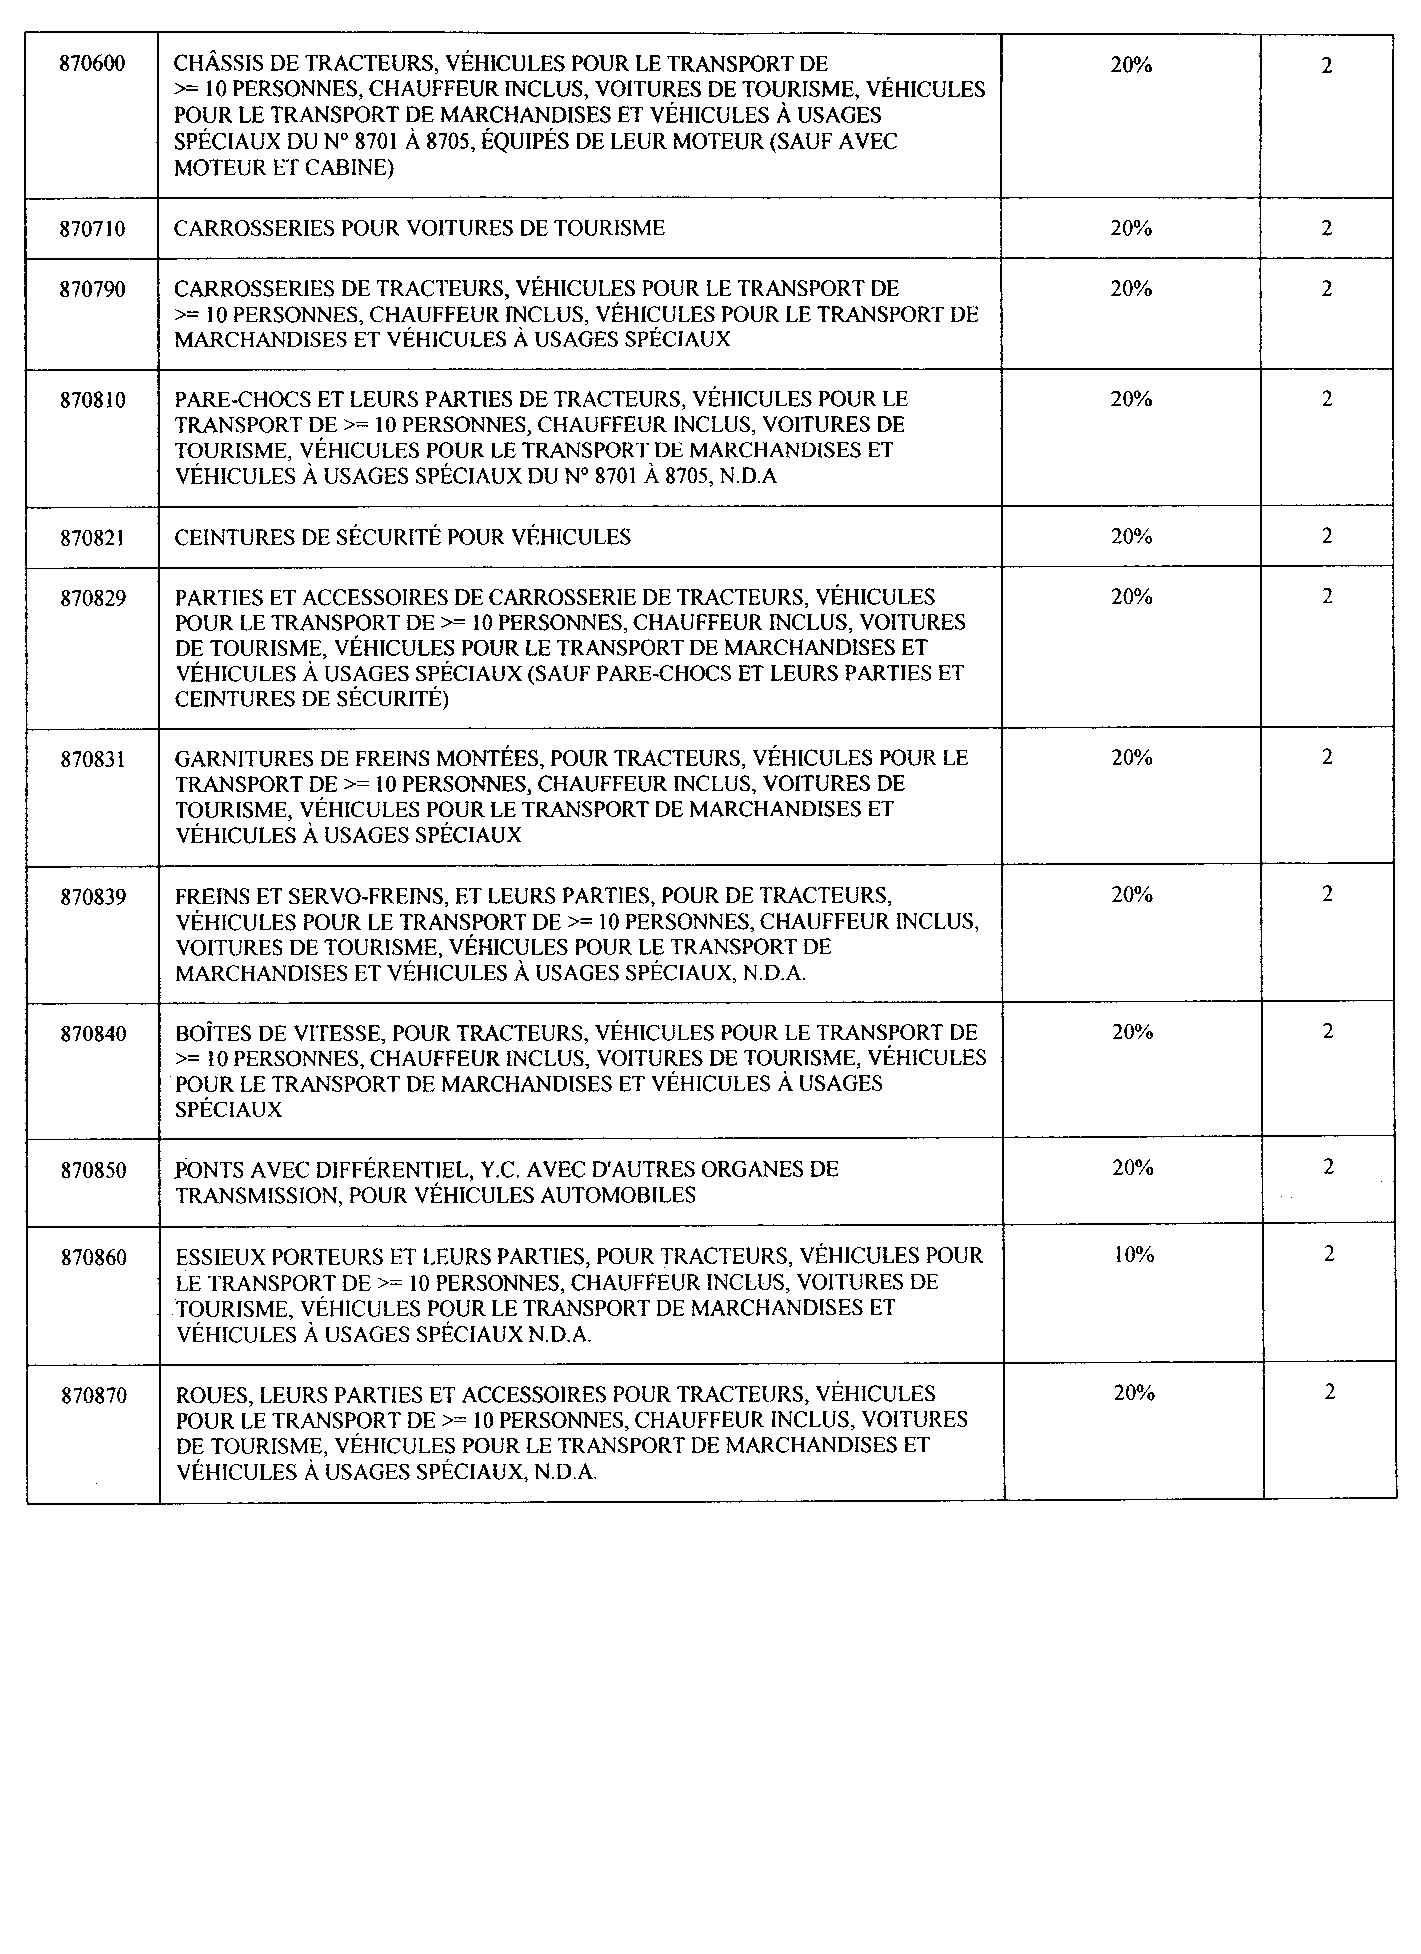 870600 CHÂSSIS DE TRACTEURS, VÉHICULES POUR LE TRANSPORT DE 20% 2
>= 10 PERSONNES, CHAUFFEUR INCLUS, VOITURES DE TOURISME, VÉHICULES
POUR LE TRANSPORT DE MARCHANDISES ET VÉHICULES À USAGES
SPÉCIAUX DU N° 8701 À 8705, ÉQUIPÉS DE LEUR MOTEUR (SAUF AVEC
MOTEUR ET CABINE)
870710 CARROSSERIES POUR VOITURES DE TOURISME 20% 2
870790 CARROSSERIES DE TRACTEURS, VÉHICULES POUR LE TRANSPORT DE 20% 2
>= 10 PERSONNES, CHAUFFEUR INCLUS, VÉHICULES POUR LE TRANSPORT DE
MARCHANDISES ET VÉHICULES À USAGES SPÉCIAUX
870810 PARE-CHOCS ET LEURS PARTIES DE TRACTEURS, VÉHICULES POUR LE 20% 2
TRANSPORT DE >= 10 PERSONNES, CHAUFFEUR INCLUS, VOITURES DE
TOURISME, VÉHICULES POUR LE TRANSPORT DE MARCHANDISES ET
VÉHICULES À USAGES SPÉCIAUX DU N° 8701 À 8705, N.D.A
870821 CEINTURES DE SÉCURITÉ POUR VÉHICULES 20% 2
870829 PARTIES ET ACCESSOIRES DE CARROSSERIE DE TRACTEURS, VÉHICULES 20% 2
POUR LE TRANSPORT DE >= 10 PERSONNES, CHAUFFEUR INCLUS, VOITURES
DE TOURISME, VÉHICULES POUR LE TRANSPORT DE MARCHANDISES ET
VÉHICULES À USAGES SPÉCIAUX (SAUF PARE-CHOCS ET LEURS PARTIES ET
CEINTURES DE SÉCURITÉ)
870831 GARNITURES DE FREINS MONTÉES, POUR TRACTEURS, VÉHICULES POUR LE 20% 2
TRANSPORT DE >= 10 PERSONNES, CHAUFFEUR INCLUS, VOITURES DE
TOURISME, VÉHICULES POUR LE TRANSPORT DE MARCHANDISES ET
VÉHICULES À USAGES SPÉCIAUX
870839 FREINS ET SERVO-FREINS, ET LEURS PARTIES, POUR DE TRACTEURS, 20% 2
VÉHICULES POUR LE TRANSPORT DE >= 10 PERSONNES, CHAUFFEUR INCLUS,
VOITURES DE TOURISME, VÉHICULES POUR LE TRANSPORT DE
MARCHANDISES ET VÉHICULES À USAGES SPÉCIAUX, N.D.A.
870840 BOÎTES DE VITESSE, POUR TRACTEURS, VÉHICULES POUR LE TRANSPORT DE 20% 2
>= 10 PERSONNES, CHAUFFEUR INCLUS, VOITURES DE TOURISME, VÉHICULES
POUR LE TRANSPORT DE MARCHANDISES ET VÉHICULES À USAGES
SPÉCIAUX
870850 PONTS AVEC DIFFÉRENTIEL, Y.C. AVEC D'AUTRES ORGANES DE 20% 2
TRANSMISSION, POUR VÉHICULES AUTOMOBILES
870860 ESSIEUX PORTEURS ET LEURS PARTIES, POUR TRACTEURS, VÉHICULES POUR 10% 2
LE TRANSPORT DE >= 10 PERSONNES, CHAUFFEUR INCLUS, VOITURES DE
TOURISME, VÉHICULES POUR LE TRANSPORT DE MARCHANDISES ET
VÉHICULES À USAGES SPÉCIAUX N.D.A.
870870 ROUES, LEURS PARTIES ET ACCESSOIRES POUR TRACTEURS, VÉHICULES 20% 2
POUR LE TRANSPORT DE >= 10 PERSONNES, CHAUFFEUR INCLUS, VOITURES
DE TOURISME, VÉHICULES POUR LE TRANSPORT DE MARCHANDISES ET
VÉHICULES À USAGES SPÉCIAUX, N.D.A.